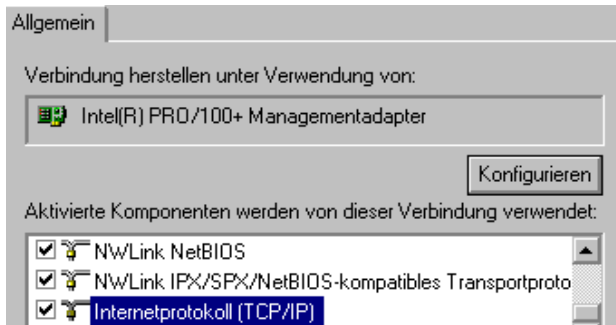 Allgemein
Verbindung herstellen unter Verwendung von:
Intel(R) PRO/100+ Managementadapter
Konfigurieren
Aktivierte Komponenten werden von dieser Verbindung verwendet:
NWLink NetBIOS
NWLink IPX/SPX/NetBIOS-kompatibles Transportproto
Internetprotokoll (TCP/IP)